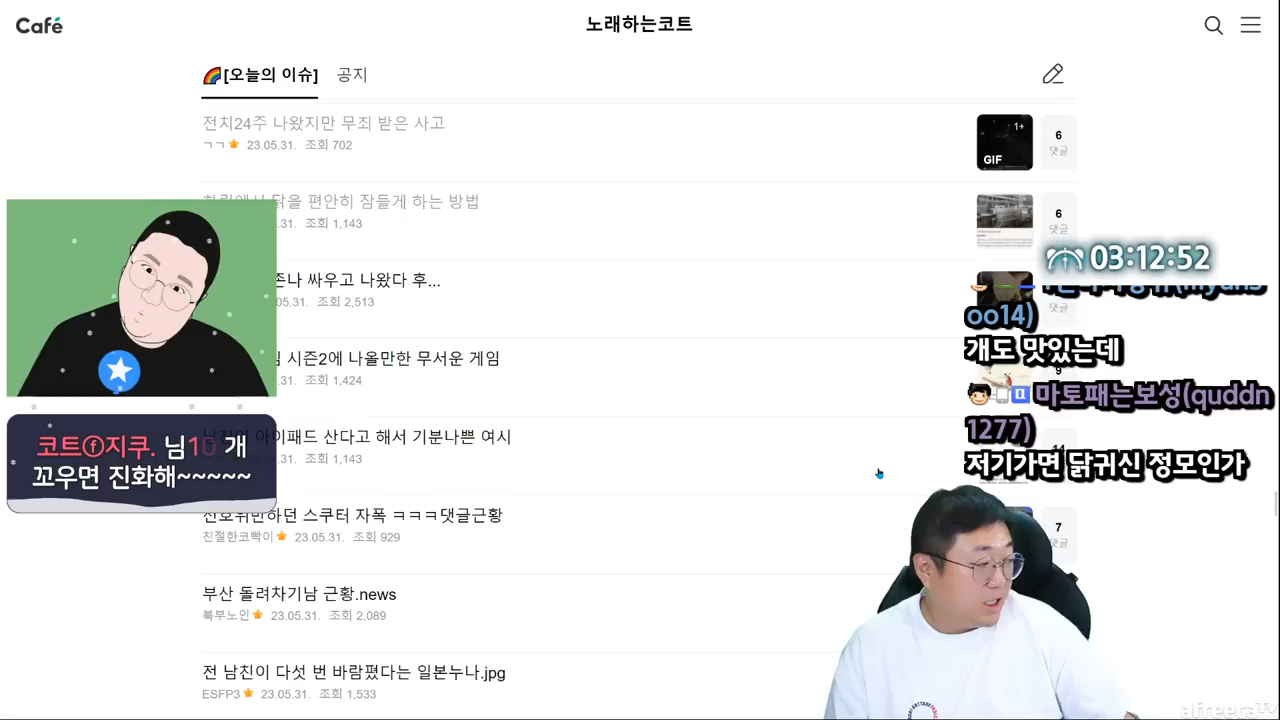 Café
노래하는코트
🌈[오늘의 이슈]
공지
전치24주 나왔지만 무죄 받은 사고
ㄱㄱ 23.05.31. 조회 702
1+
GIF
6
댓글
닭을 편안히 잠들게 하는 방법
.31. 조회 1,143
6
댓글
03:12:52
존나 싸우고 나왔다 후...
05.31. 조회 2,513
댓글
oo14)
개도 맛있는데
시즌2에 나올만한 무서운 게임
.31. 조회 1,424
9
마토패는보성(quddn
1277)
저기가면 닭귀신 정모인가
아이패드 산다고 해서 기분나쁜 여시
.31. 조회 1,143
코트ⓕ지쿠. 님10 개
꼬우면 진화해~~~~~
신호위반하던 스쿠터 자폭 ㅋㅋㅋ댓글근황
친절한코빡이 23.05.31. 조회 929
7
댓글
부산 돌려차기남 근황.news
북부노인 23.05.31. 조회 2,089
전 남친이 다섯 번 바람폈다는 일본누나.jpg
ESFP3 23.05.31. 조회 1,533
afreecaTV